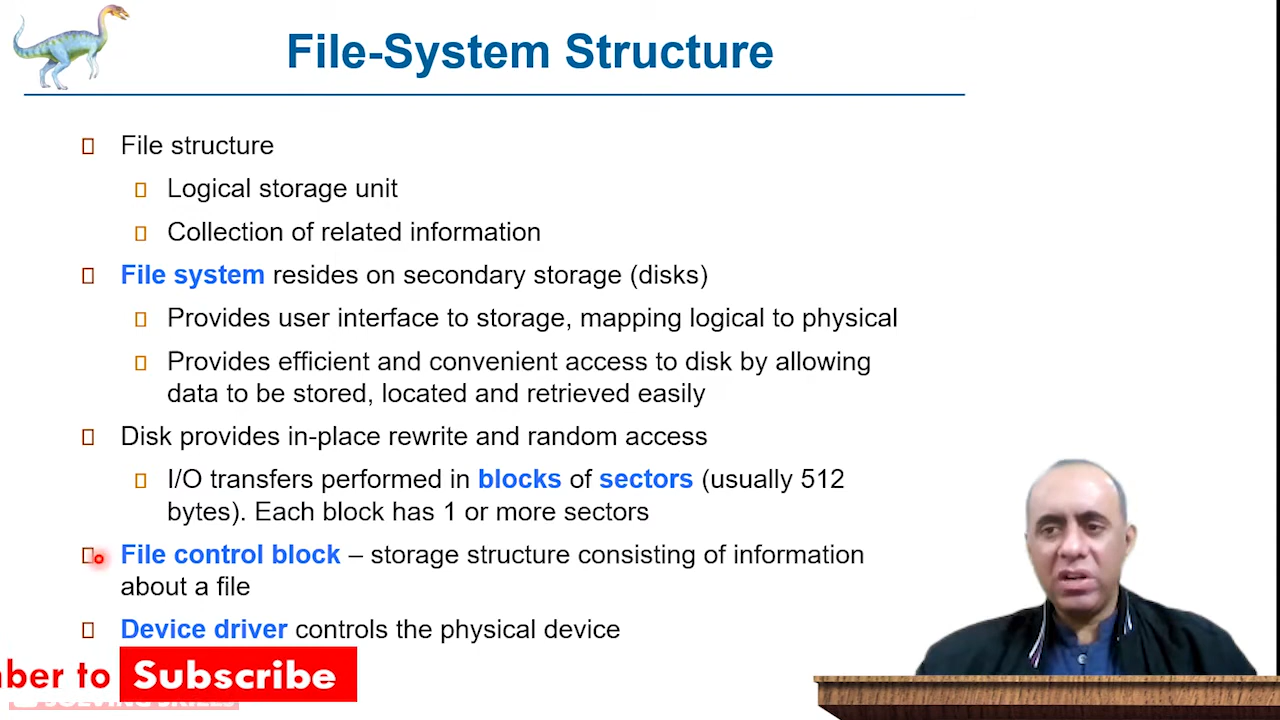 File-System Structure
File structure
Logical storage unit
Collection of related information
File system resides on secondary storage (disks)
Provides user interface to storage, mapping logical to physical
Provides efficient and convenient access to disk by allowing
data to be stored, located and retrieved easily
Disk provides in-place rewrite and random access
I/O transfers performed in blocks of sectors (usually 512
bytes). Each block has 1 or more sectors
File control block – storage structure consisting of information
about a file
Device driver controls the physical device
to Subscribe
SOLVING SKILLS